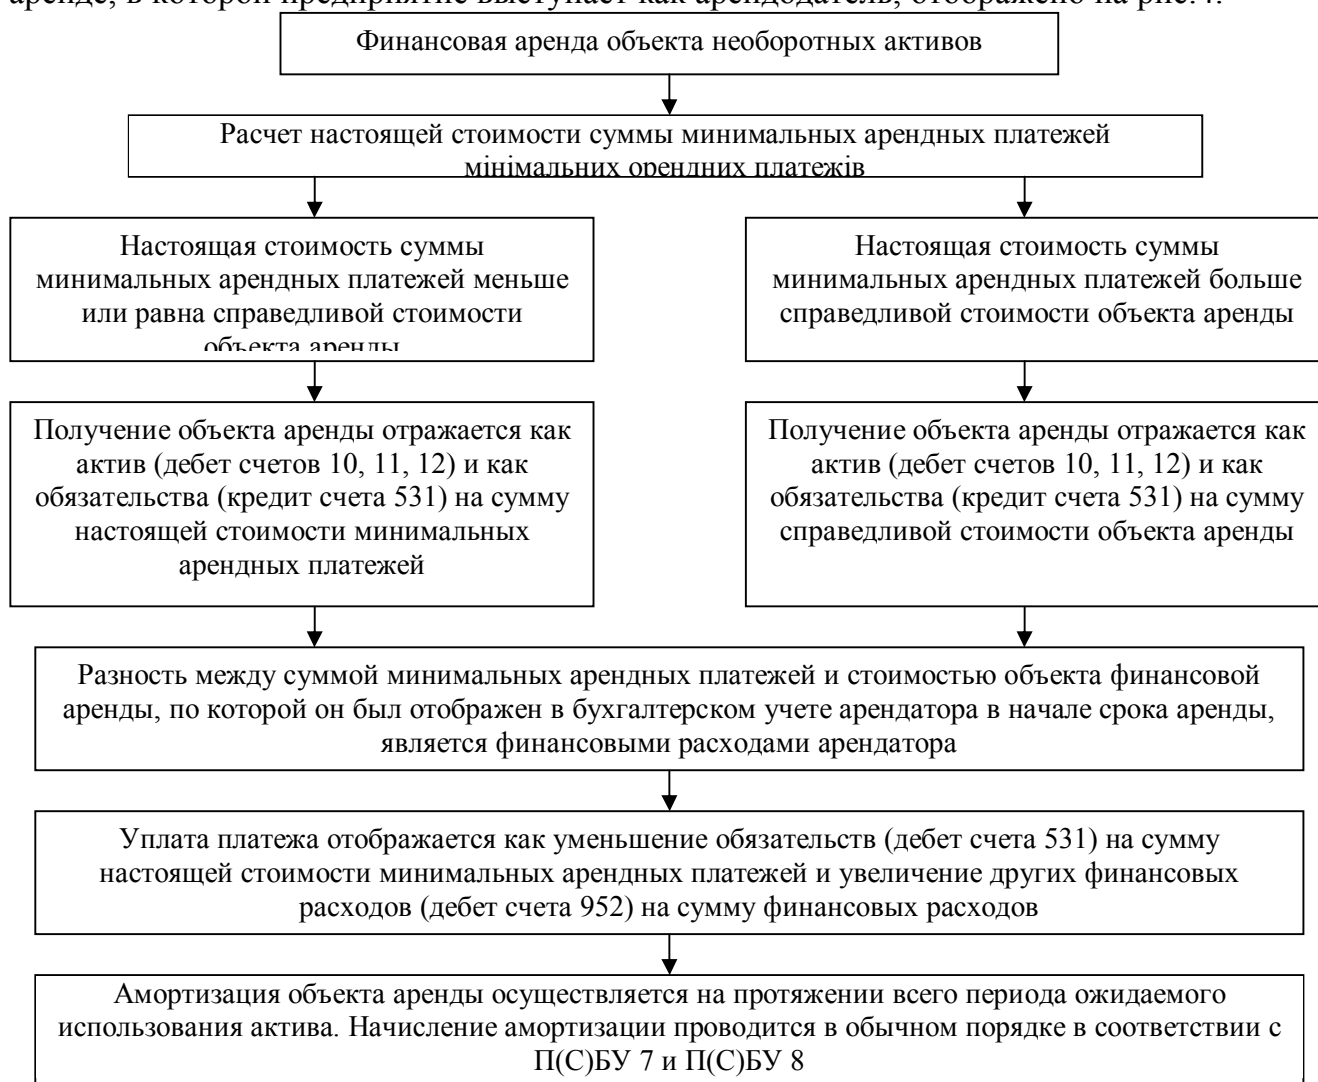 аренде, в которой предприятие выступает как арендодатель, отображено на рис.4.
Финансовая аренда объекта необоротных активов
Расчет настоящей стоимости суммы минимальных арендных платежей
мінімальних орендних платежів
Настоящая стоимость суммы
минимальных арендных платежей меньше
или равна справедливой стоимости
объекта аренды
Настоящая стоимость суммы
минимальных арендных платежей больше
справедливой стоимости объекта аренды
Получение объекта аренды отражается как
актив (дебет счетов 10, 11, 12) и как
обязательства (кредит счета 531) на сумму
настоящей стоимости минимальных
арендных платежей
Получение объекта аренды отражается как
актив (дебет счетов 10, 11, 12) и как
обязательства (кредит счета 531) на сумму
справедливой стоимости объекта аренды
Разность между суммой минимальных арендных платежей и стоимостью объекта финансовой
аренды, по которой он был отображен в бухгалтерском учете арендатора в начале срока аренды,
является финансовыми расходами арендатора
Уплата платежа отображается как уменьшение обязательств (дебет счета 531) на сумму
настоящей стоимости минимальных арендных платежей и увеличение других финансовых
расходов (дебет счета 952) на сумму финансовых расходов
Амортизация объекта аренды осуществляется на протяжении всего периода ожидаемого
использования актива. Начисление амортизации проводится в обычном порядке в соответствии с
П(С)БУ 7 и П(С)БУ 8